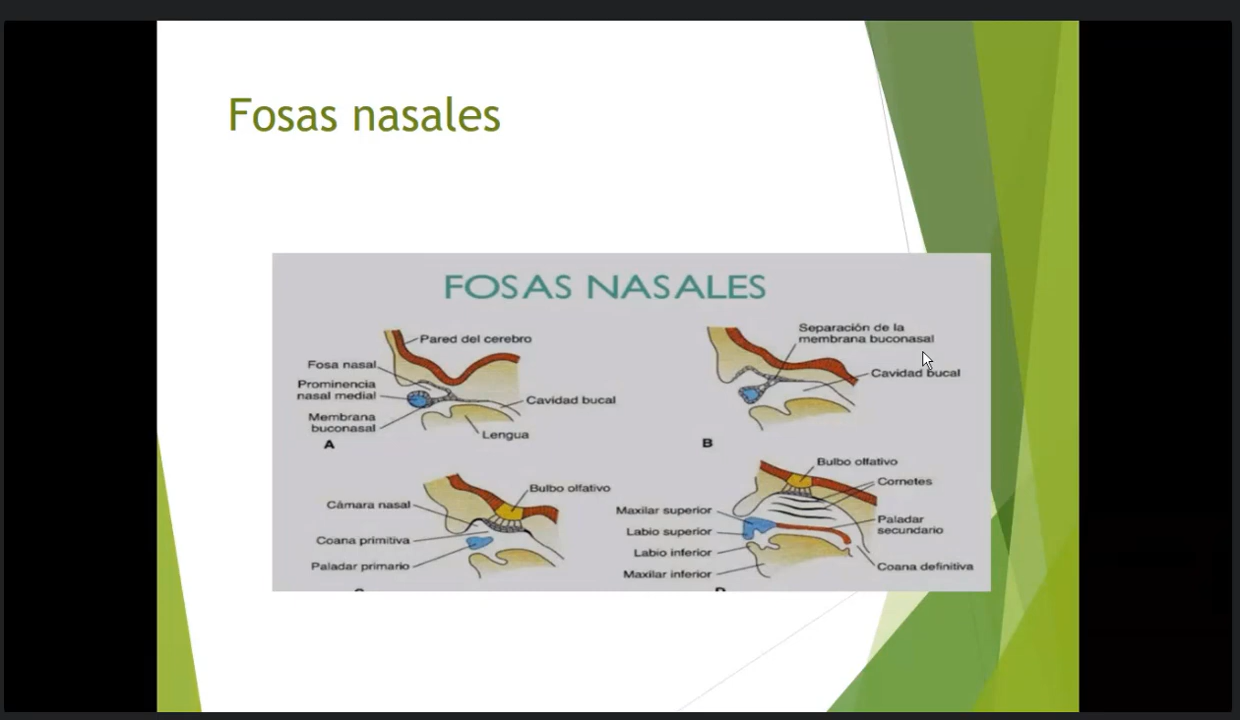 Fosas nasales
FOSAS NASALES
Pared del cerebro
Fosa nasal
Prominencia
nasal medial
Membrana
buconasal
Cavidad bucal
Lengua
A
Separación de la
membrana buconasal
Cavidad bucal
B
Bulbo olfativo
Cámara nasal
Coana primitiva
Paladar primario
Bulbo olfativo
Cornetes
Maxilar superior
Labio superior
Labio inferior
Maxilar inferior
Paladar
secundario
Coana definitiva